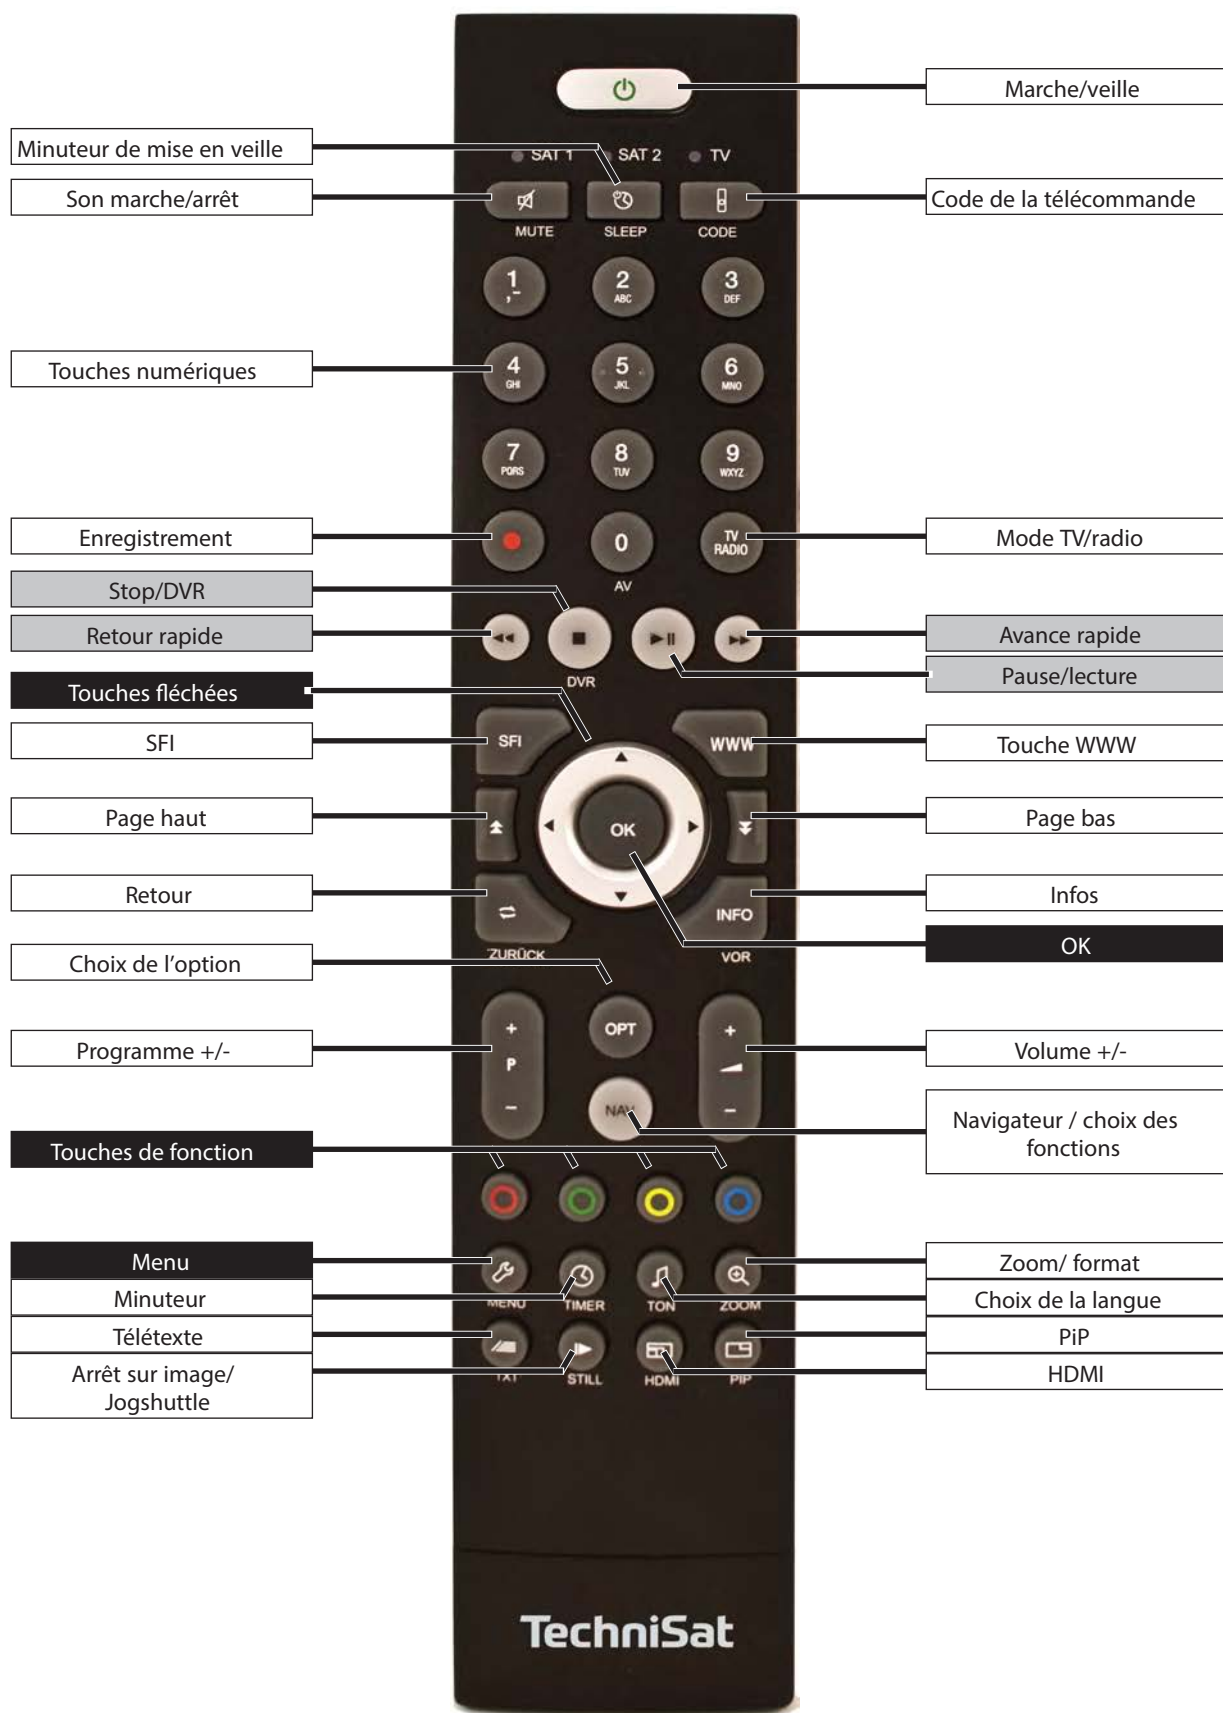 Marche/veille
Minuteur de mise en veille
SAT 1 SAT 2 TV
Son marche/arrêt
Code de la télécommande
MUTE SLEEP CODE
1 2 3
,- ABC DEF
Touches numériques
4 5 6
GHI JKL MNO
7 8 9
PQRS TUV WXYZ
Enregistrement
0
TV
RADIO
Mode TV/radio
AV
Stop/DVR
Retour rapide
Avance rapide
Pause/lecture
DVR
Touches fléchées
SFI
SFI
WWW
Touche WWW
Page haut
OK
Page bas
Retour
INFO
Infos
OK
ZURÜCK
VOR
Choix de l'option
Programme +/-
+
P
-
OPT
+
-
Volume +/-
NAV
Navigateur / choix des
fonctions
Touches de fonction
Menu
Zoom/ format
Minuteur
MENU TIMER TON ZOOM
Choix de la langue
Télétexte
PiP
Arrêt sur image/
Jogshuttle
TXT STILL HDMI PIP
HDMI
TechniSat